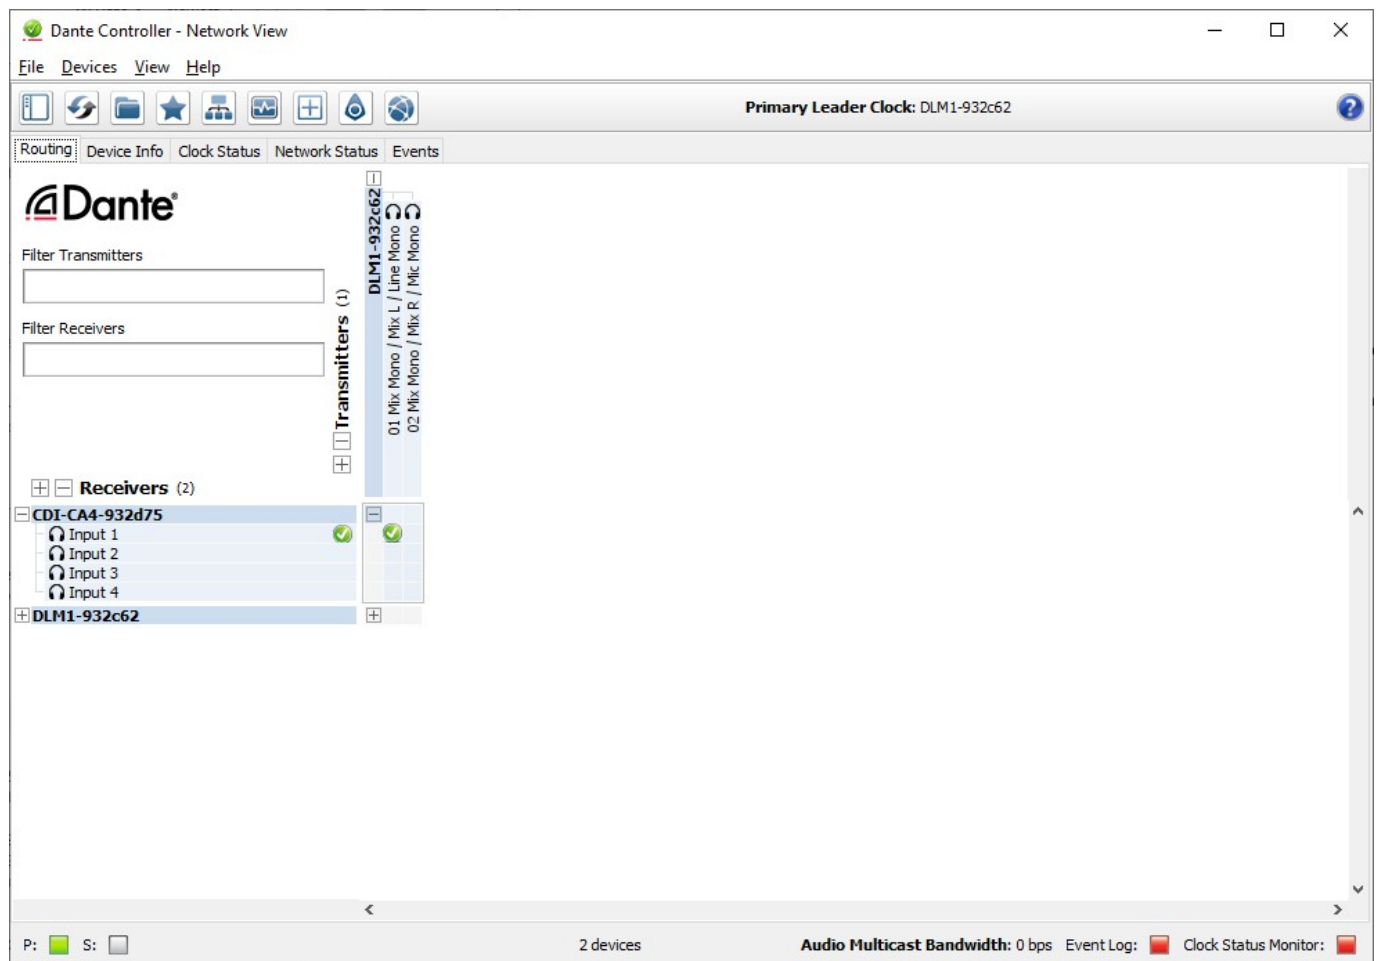 Dante Controller - Network View
File Devices View Help
Primary Leader Clock: DLM1-932c62
Routing Device Info Clock Status Network Status Events
Dante®
Filter Transmitters
Filter Receivers
Transmitters (1)
DLM1-932c62
01 Mix Mono / Mix L / Line Mono
02 Mix Mono / Mix R / Mic Mono
Receivers (2)
CDI-CA4-932d75
Input 1
Input 2
Input 3
Input 4
DLM1-932c62
P: S: 2 devices Audio Multicast Bandwidth: 0 bps Event Log: Clock Status Monitor: